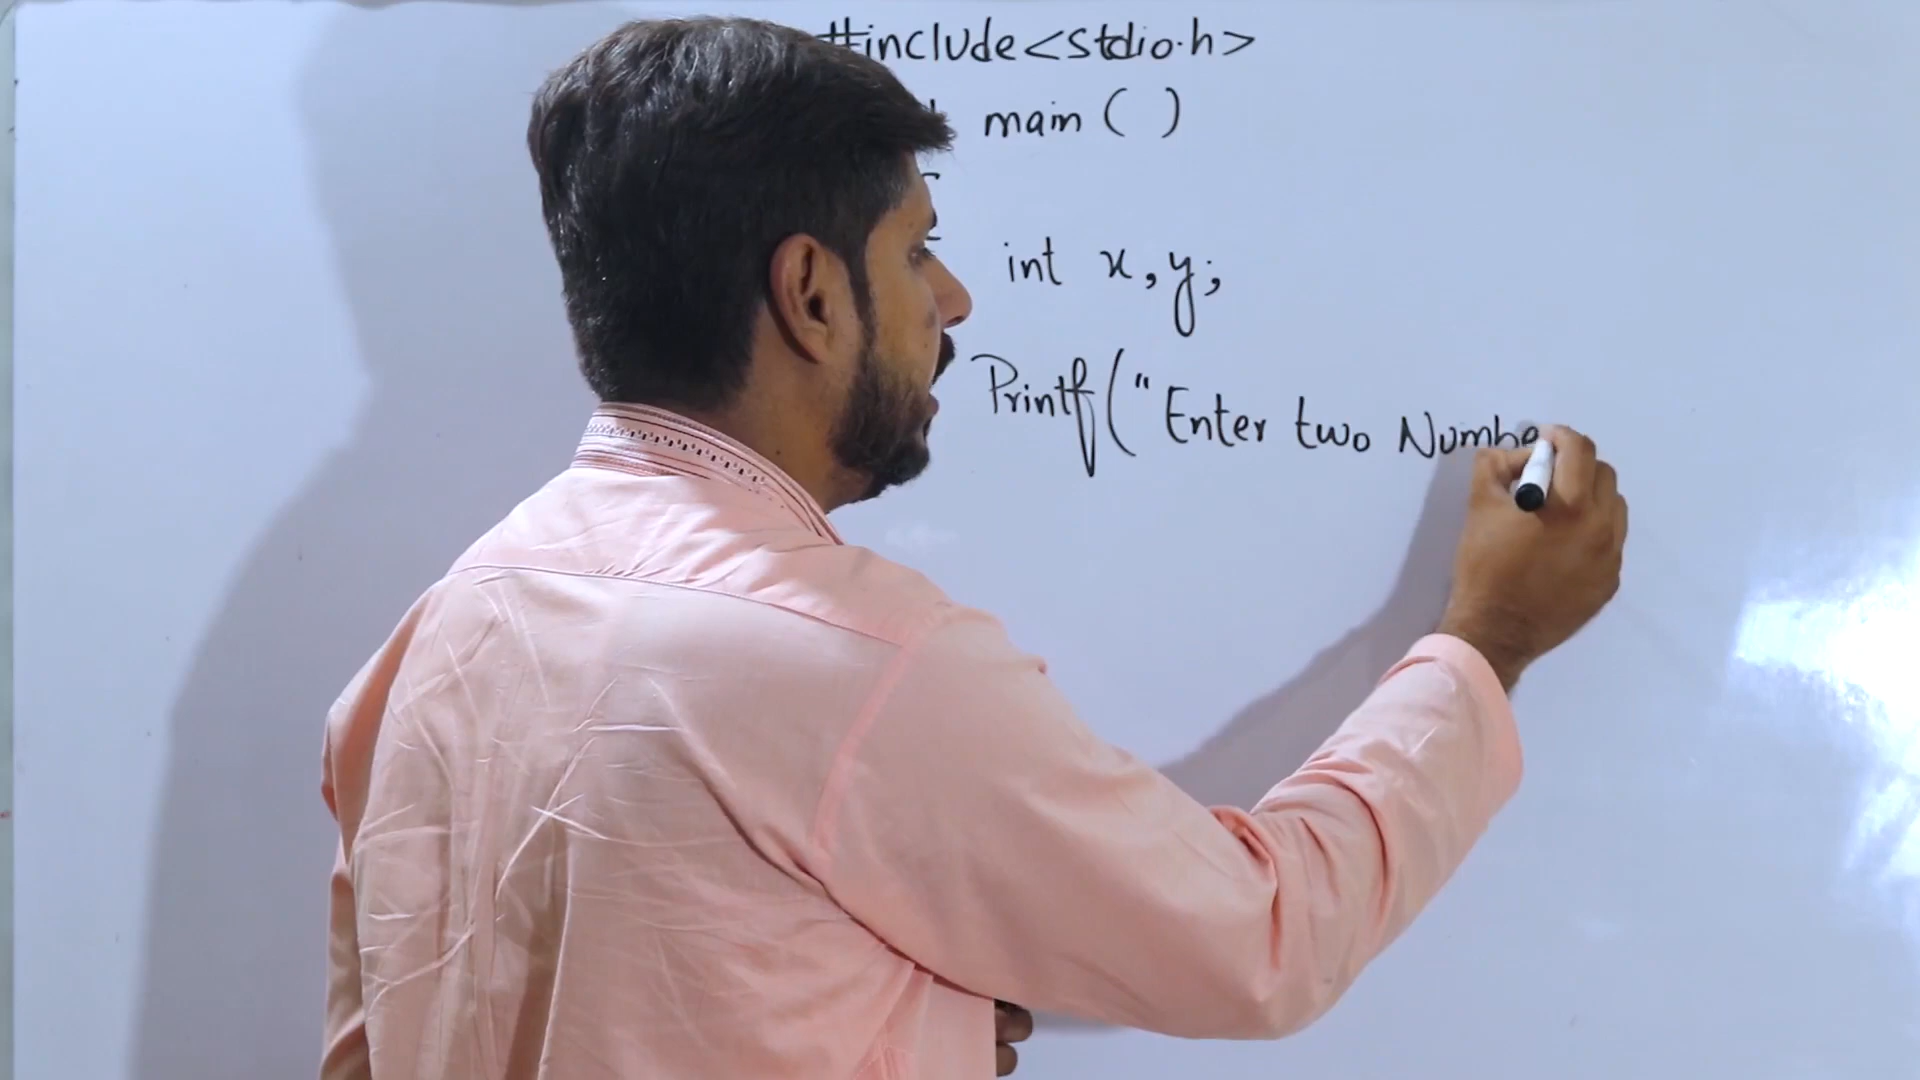 #include<stdio.h>
main ( )
int x, y;
Printf("Enter two Numbe